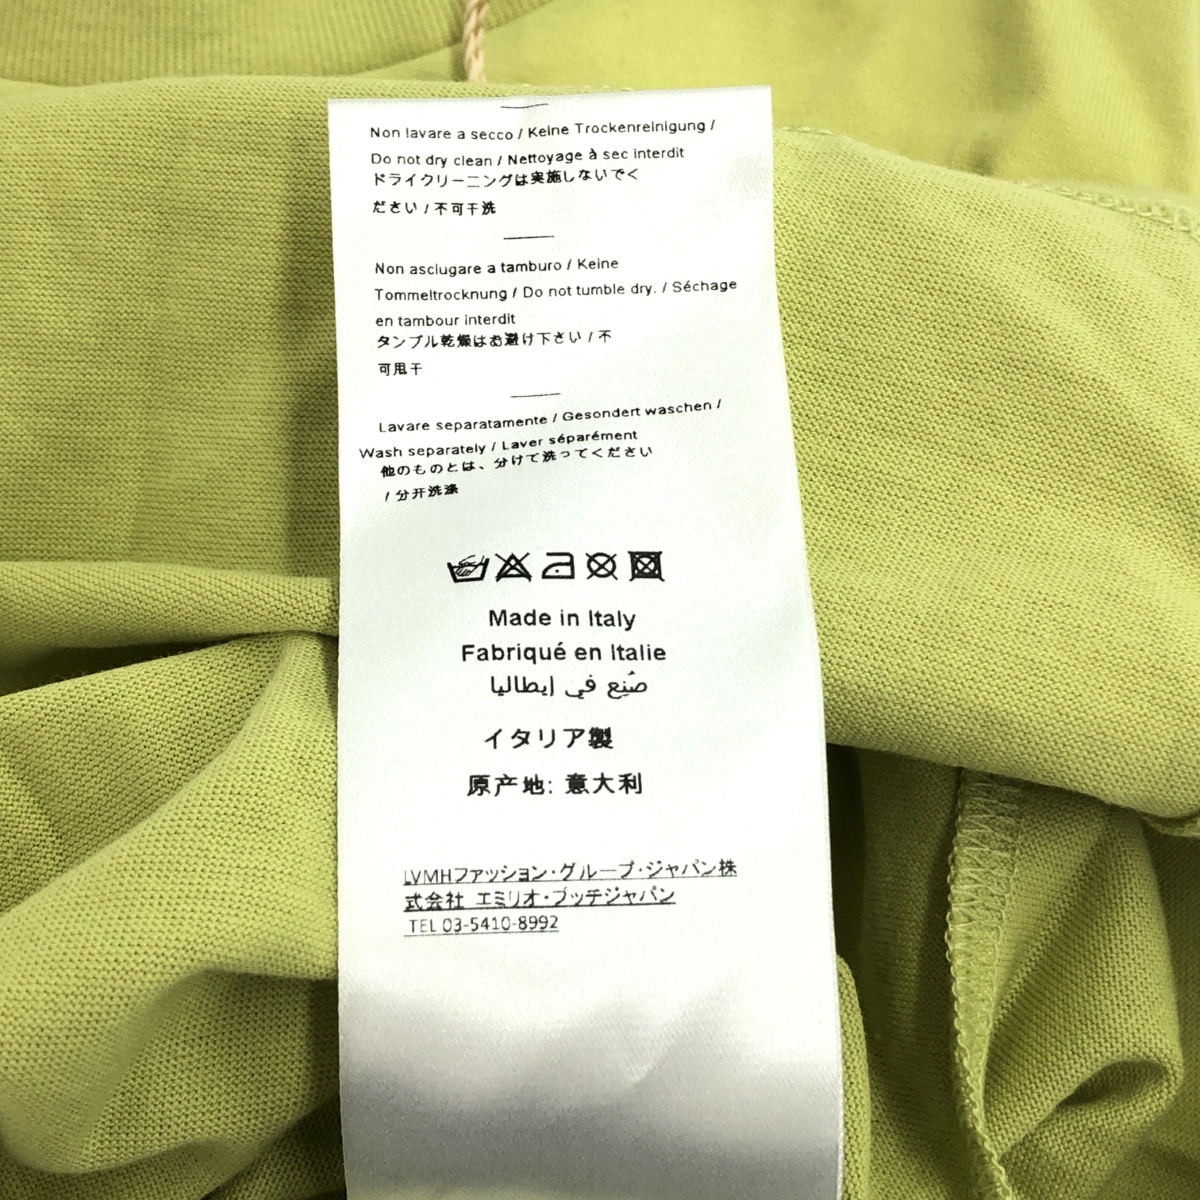 Non lavare a secco / Keine Trockenreinigung /
Do not dry clean / Nettoyage à sec interdit
ドライクリーニングは実施しないでく
ださい / 不可干洗
Non asciugare a tamburo / Keine
Tommeltrocknung / Do not tumble dry. / Séchage
en tambour interdit
タンブル乾燥はお避け下さい / 不
可甩干
Lavare separatamente / Gesondert waschen /
Wash separately / Laver séparément
他のものとは、分けて洗ってください
/ 分开洗涤
Made in Italy
Fabriqué en Italie
صُنِع في إيطاليا
イタリア製
原产地: 意大利
LVMHファッション・グループ・ジャパン株
式会社 エミリオ・プッチジャパン
TEL 03-5410-8992